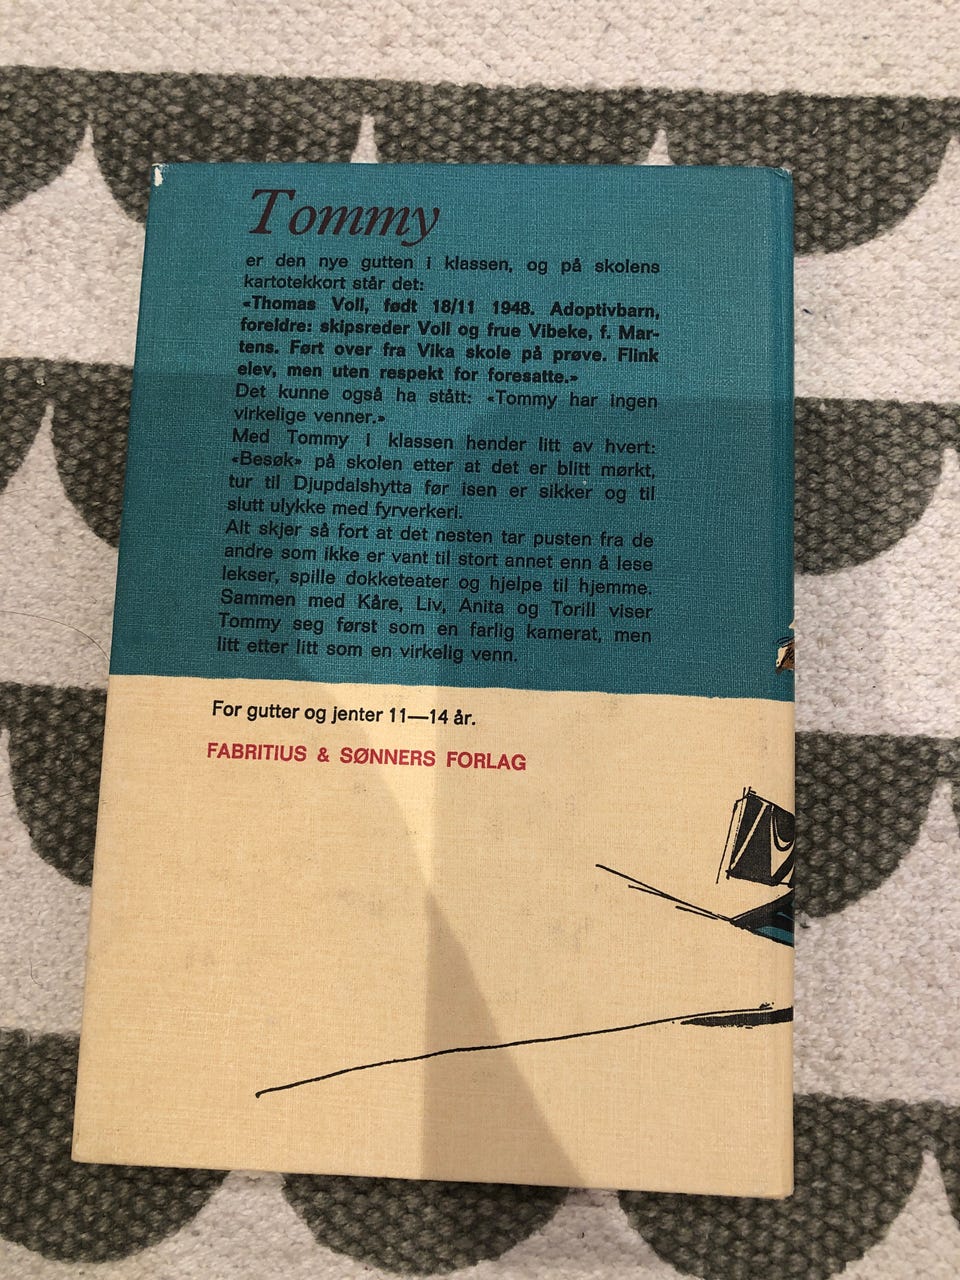 Tommy
er den nye gutten i klassen, og på skolens
kartotekkort står det:
«Thomas Voll, født 18/11 1948. Adoptivbarn,
foreldre: skipsreder Voll og frue Vibeke, f. Mar-
tens. Ført over fra Vika skole på prøve. Flink
elev, men uten respekt for foresatte.»
Det kunne også ha stått: «Tommy har ingen
virkelige venner.»
Med Tommy i klassen hender litt av hvert:
«Besøk» på skolen etter at det er blitt mørkt,
tur til Djupdalshytta før isen er sikker og til
slutt ulykke med fyrverkeri.
Alt skjer så fort at det nesten tar pusten fra de
andre som ikke er vant til stort annet enn å lese
lekser, spille dokketeater og hjelpe til hjemme.
Sammen med Kåre, Liv, Anita og Torill viser
Tommy seg først som en farlig kamerat, men
litt etter litt som en virkelig venn.
For gutter og jenter 11—14 år.
FABRITIUS & SØNNERS FORLAG